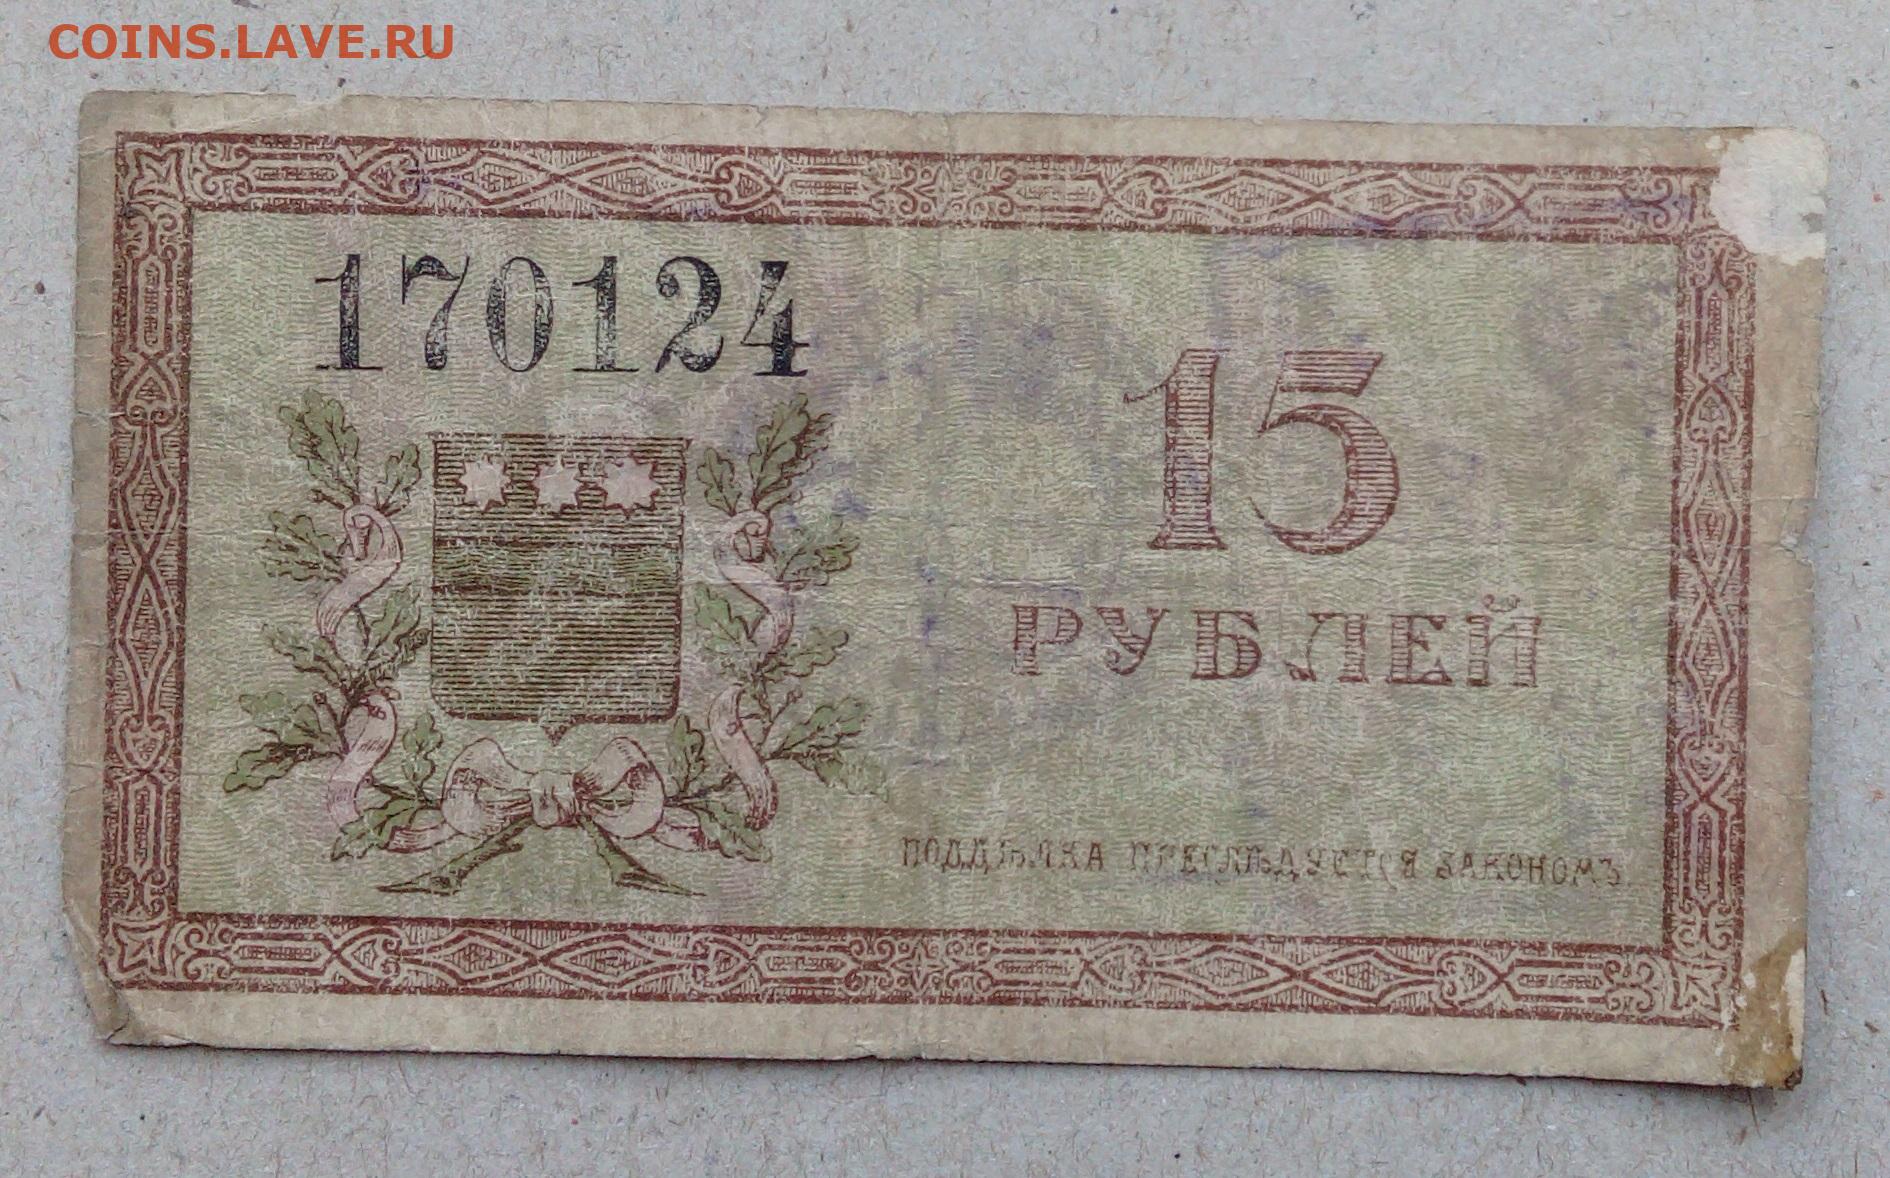 COINS.LAVE.RU
170124
15
РУБЛЕЙ
ПОДДѢЛКА ПРЕСЛѢДУЕТСЯ ЗАКОНОМЪ.